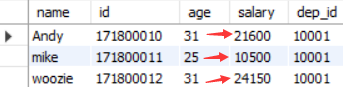 name id age salary dep_id
Andy 171800010 31 21600 10001
mike 171800011 25 10500 10001
woozie 171800012 31 24150 10001